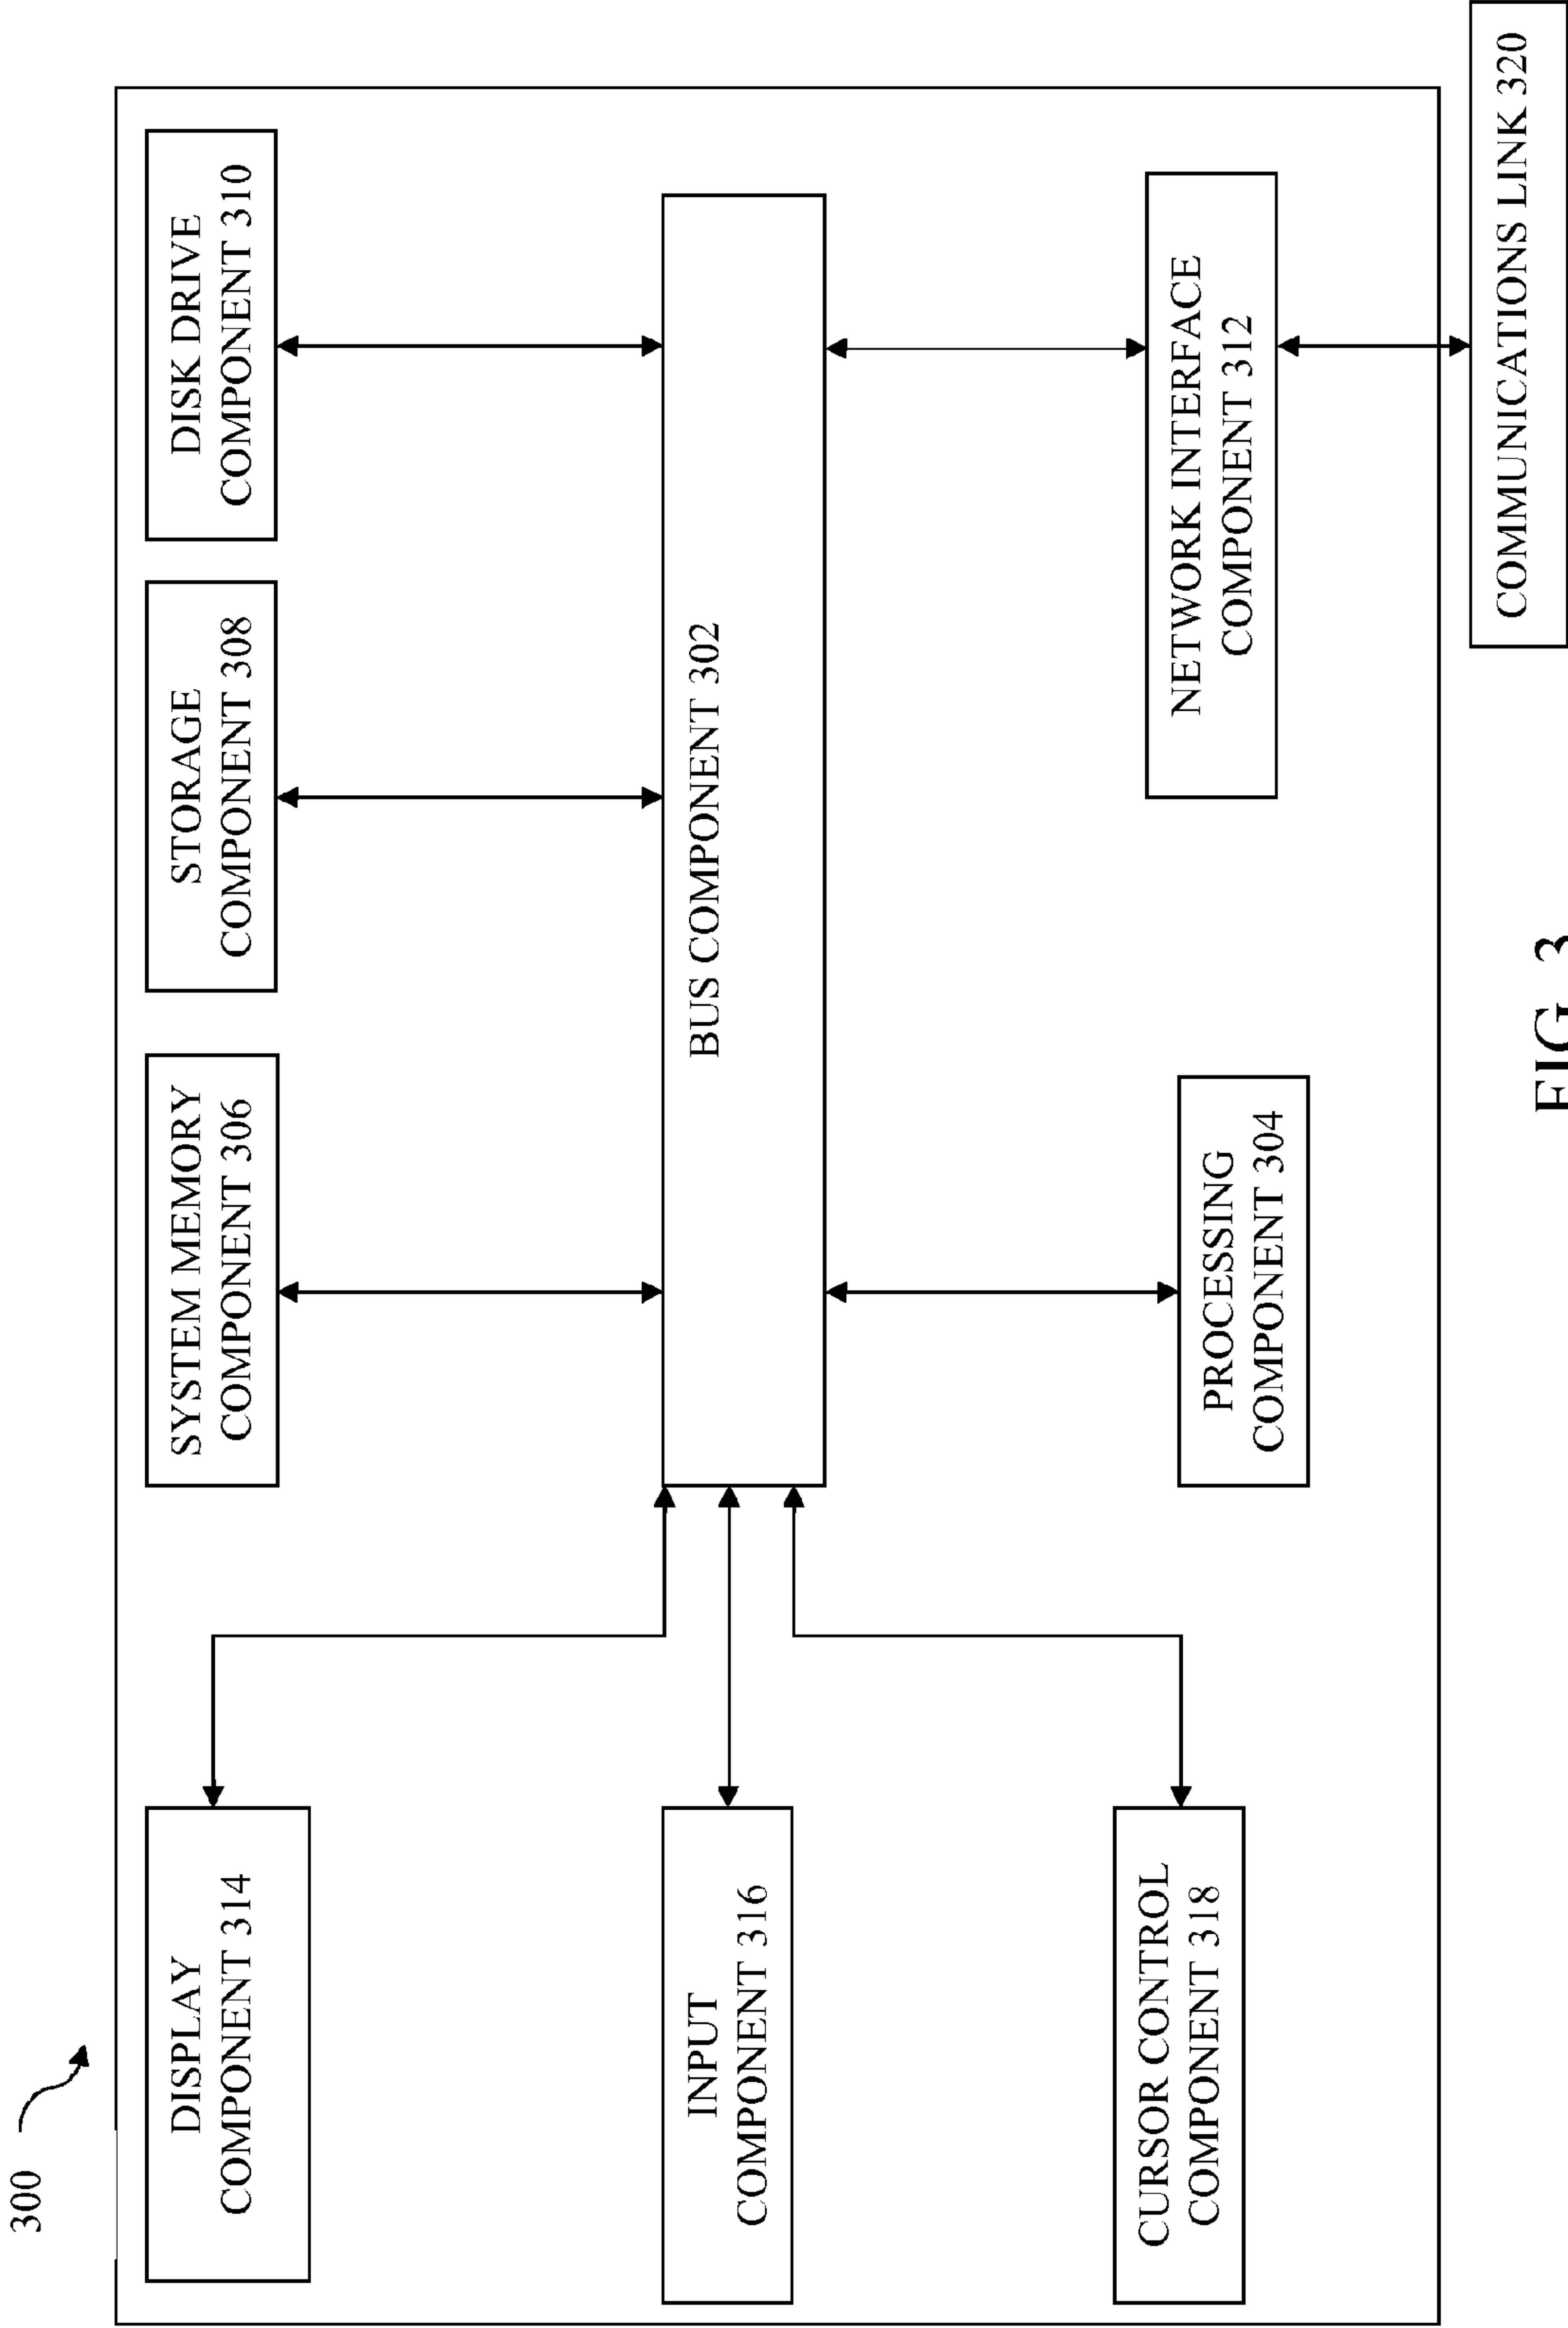 300
DISPLAY
COMPONENT 314
SYSTEM MEMORY
COMPONENT 306
STORAGE
COMPONENT 308
DISK DRIVE
COMPONENT 310
INPUT
COMPONENT 316
BUS COMPONENT 302
CURSOR CONTROL
COMPONENT 318
PROCESSING
COMPONENT 304
NETWORK INTERFACE
COMPONENT 312
COMMUNICATIONS LINK 320
FIG. 3